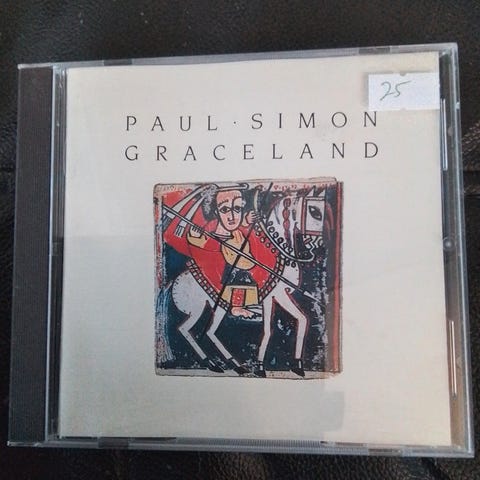 25
PAUL · SIMON
GRACELAND